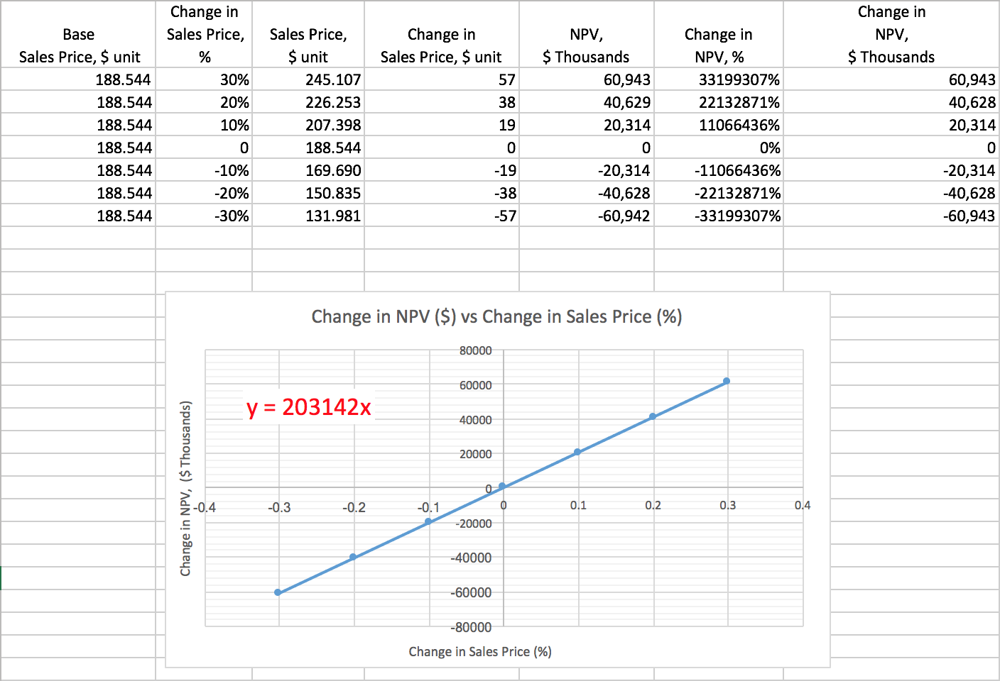 Base Sales Price, $ unit | Change in Sales Price, % | Sales Price, $ unit | Change in Sales Price, $ unit | NPV, $ Thousands | Change in NPV, % | Change in NPV, $ Thousands
188.544 30% 245.107 57 60,943 33199307% 60,943
188.544 20% 226.253 38 40,629 22132871% 40,628
188.544 10% 207.398 19 20,314 11066436% 20,314
188.544 0 188.544 0 0 0% 0
188.544 -10% 169.690 -19 -20,314 -11066436% -20,314
188.544 -20% 150.835 -38 -40,628 -22132871% -40,628
188.544 -30% 131.981 -57 -60,942 -33199307% -60,943
Change in NPV ($) vs Change in Sales Price (%)
y = 203142x
Change in NPV, ($ Thousands)
80000
60000
40000
20000
0
-20000
-40000
-60000
-80000
-0.4 -0.3 -0.2 -0.1 0 0.1 0.2 0.3 0.4
Change in Sales Price (%)